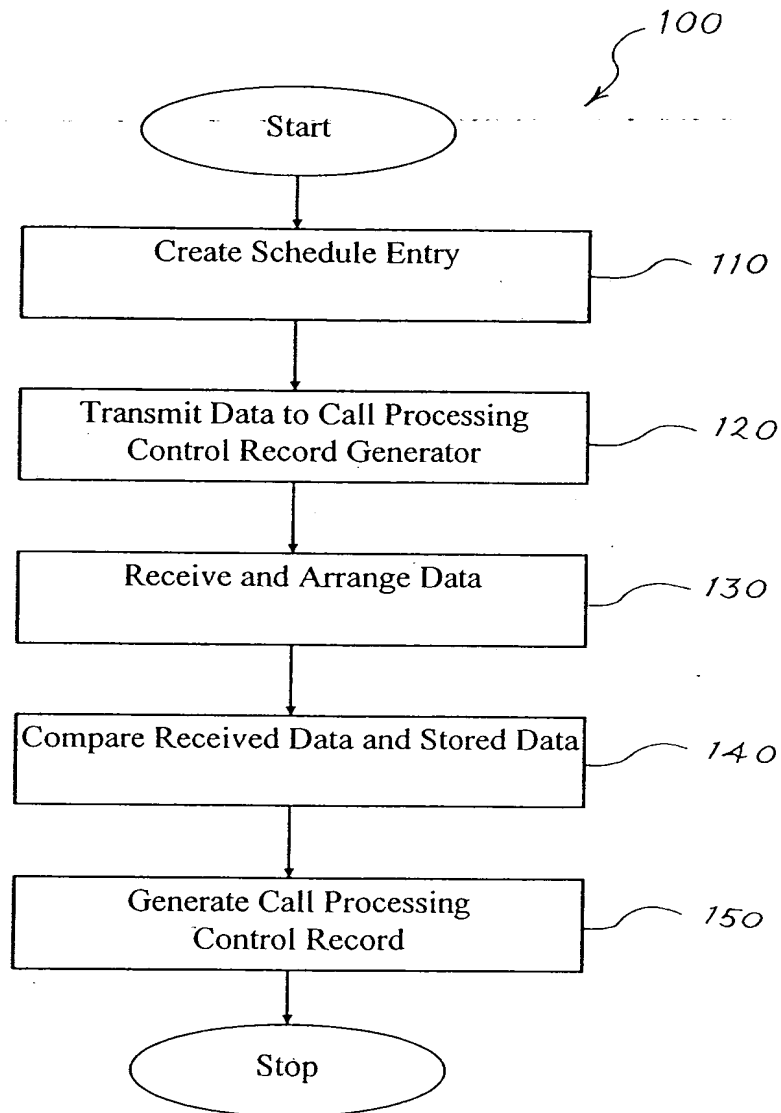 100
Start
Create Schedule Entry
110
Transmit Data to Call Processing
Control Record Generator
120
Receive and Arrange Data
130
Compare Received Data and Stored Data
140
Generate Call Processing
Control Record
150
Stop